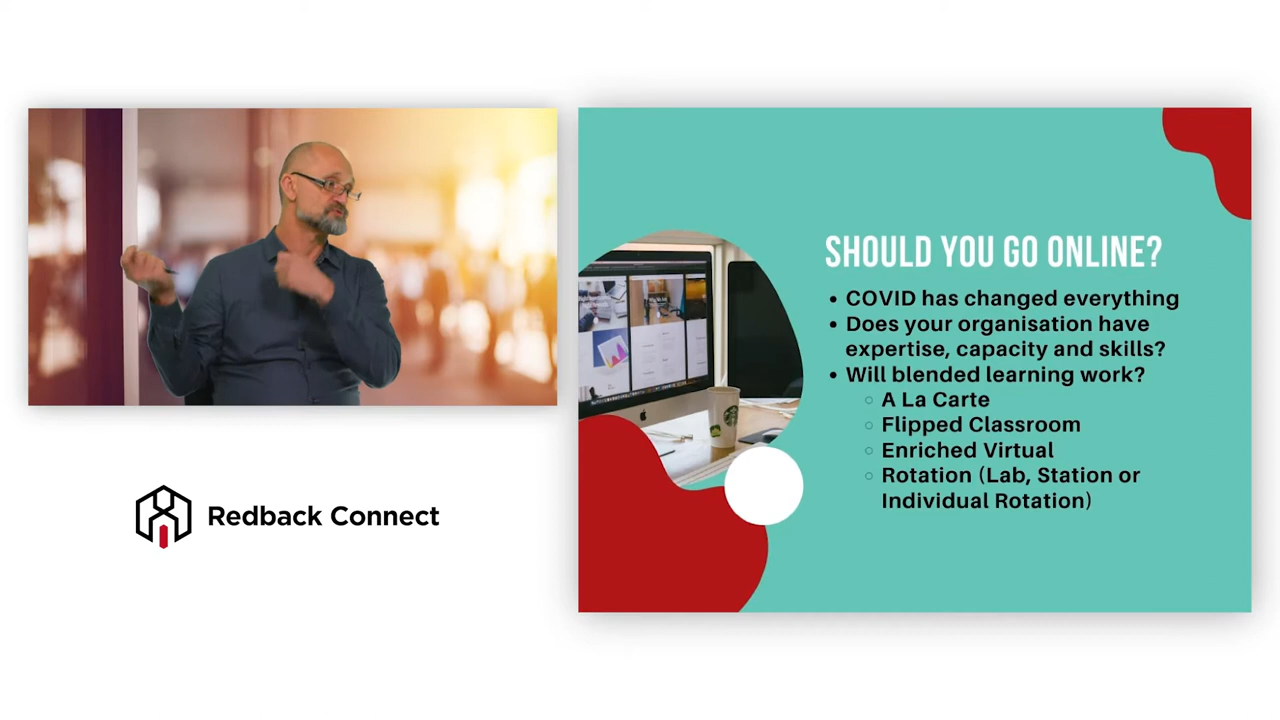 Redback Connect
SHOULD YOU GO ONLINE?
• COVID has changed everything
• Does your organisation have
expertise, capacity and skills?
• Will blended learning work?
◦ A La Carte
◦ Flipped Classroom
◦ Enriched Virtual
◦ Rotation (Lab, Station or
Individual Rotation)